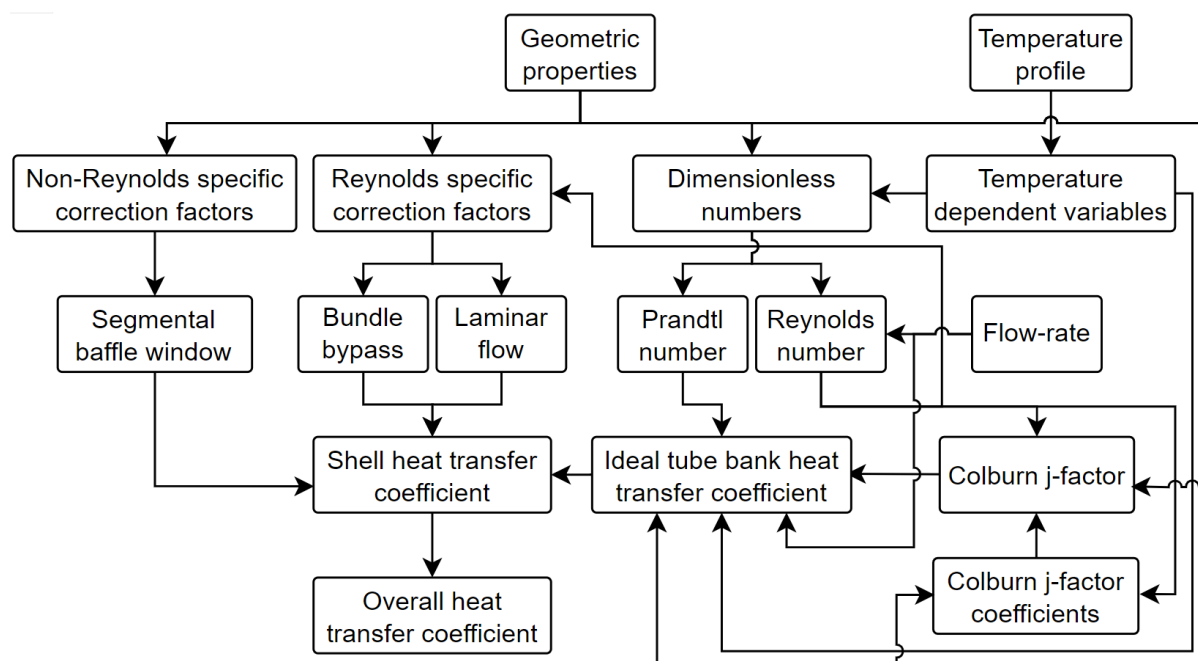 Geometric
properties
Temperature
profile
Non-Reynolds specific
correction factors
Reynolds specific
correction factors
Dimensionless
numbers
Temperature
dependent variables
Segmental
baffle window
Bundle
bypass
Laminar
flow
Prandtl
number
Reynolds
number
Flow-rate
Shell heat transfer
coefficient
Ideal tube bank heat
transfer coefficient
Colburn j-factor
Overall heat
transfer coefficient
Colburn j-factor
coefficients